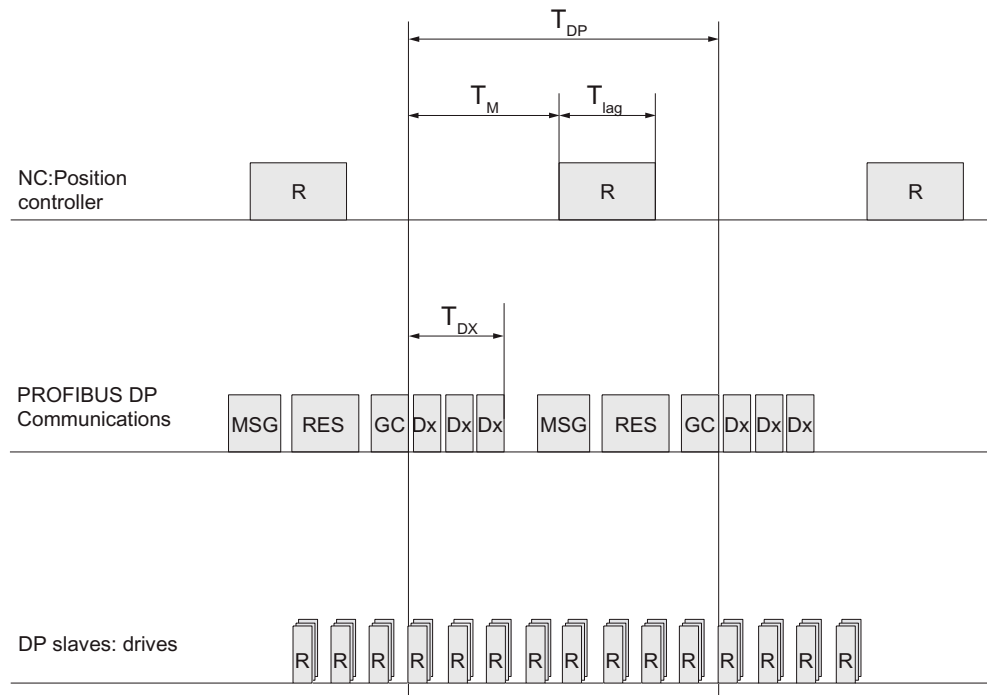 T_DP
T_M T_lag
NC:Position
controller
R R R
T_DX
PROFIBUS DP
Communications
MSG RES GC Dx Dx Dx MSG RES GC Dx Dx Dx
DP slaves: drives
R R R R R R R R R R R R R R R